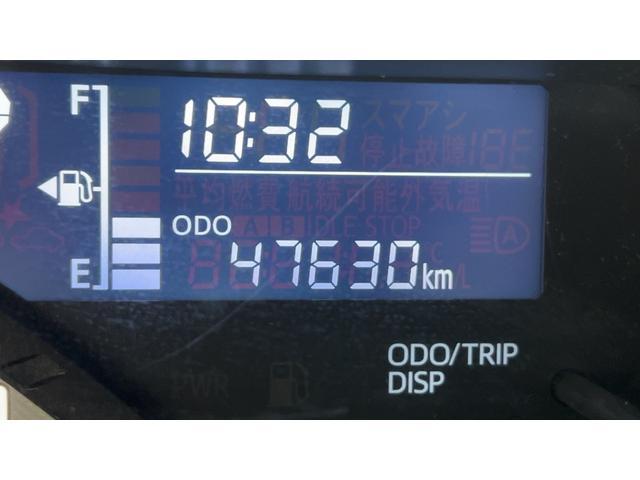 F
10:32
スマアシ
停止故障
平均燃費航続可能外気温
ODO
A B IDLE STOP
A
E
47630km
ODO/TRIP
DISP
PWR